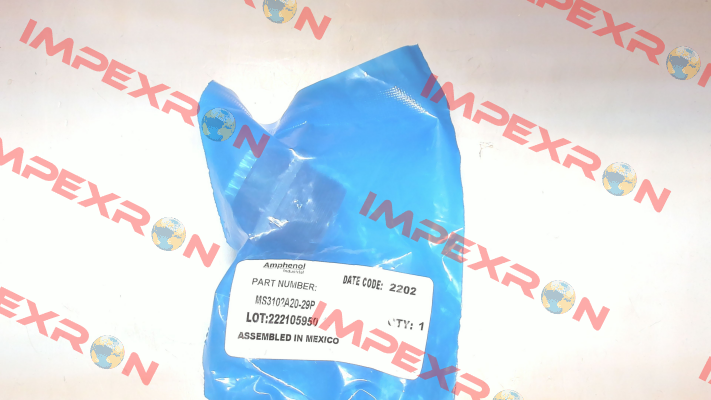 IMPEXRON
IMPEXRON
IMPEXRON
IMPEXRON
IMPEXRON
IMPEXRON
Amphenol
Industrial
DATE CODE: 2202
PART NUMBER:
MS3102A20-29P
LOT:222105950
QTY: 1
ASSEMBLED IN MEXICO
IMPEXRON